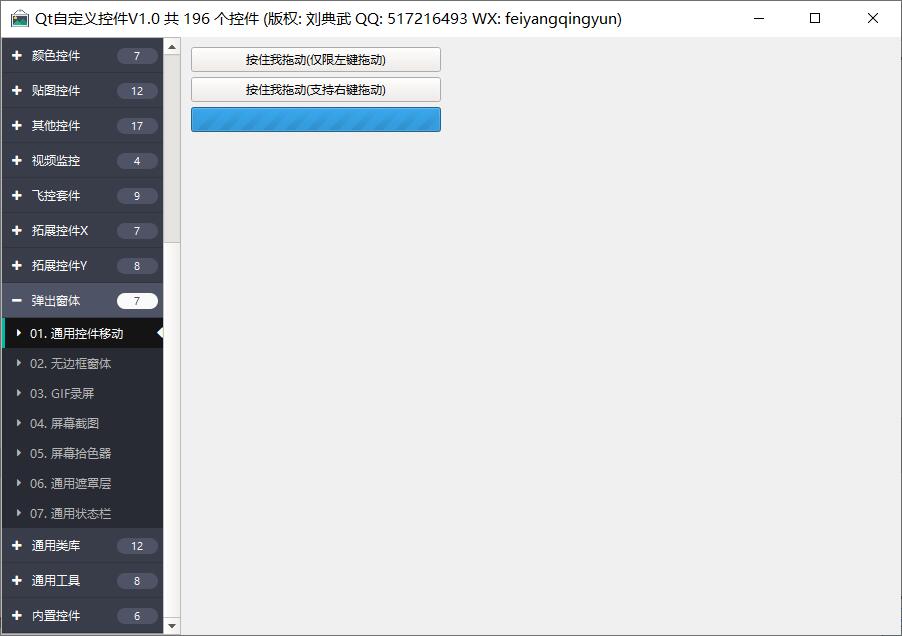 Qt自定义控件V1.0 共 196 个控件 (版权: 刘典武 QQ: 517216493 WX: feiyangqingyun)
颜色控件 7
贴图控件 12
其他控件 17
视频监控 4
飞控套件 9
拓展控件X 7
拓展控件Y 8
弹出窗体 7
01. 通用控件移动
02. 无边框窗体
03. GIF录屏
04. 屏幕截图
05. 屏幕拾色器
06. 通用遮罩层
07. 通用状态栏
通用类库 12
通用工具 8
内置控件 6
按住我拖动(仅限左键拖动)
按住我拖动(支持右键拖动)